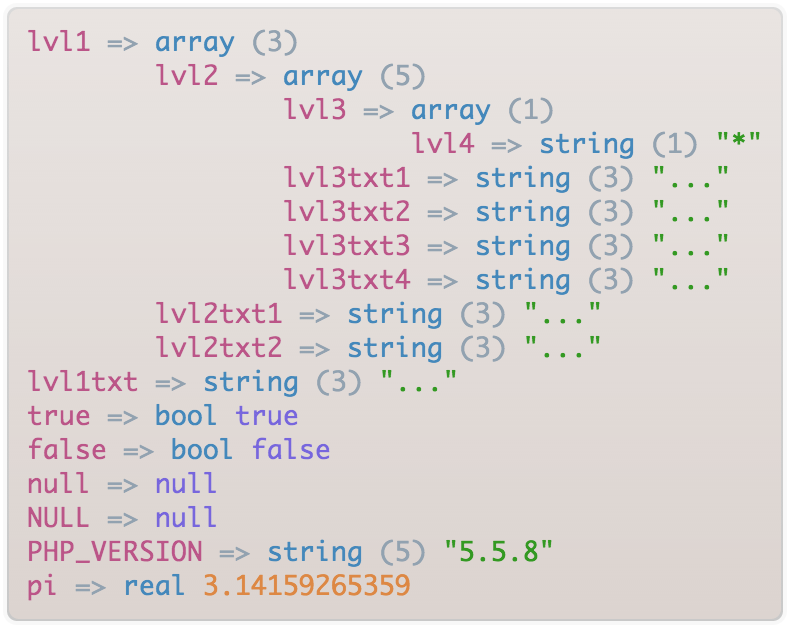 lvl1 => array (3)
lvl2 => array (5)
lvl3 => array (1)
lvl4 => string (1) "*"
lvl3txt1 => string (3) "..."
lvl3txt2 => string (3) "..."
lvl3txt3 => string (3) "..."
lvl3txt4 => string (3) "..."
lvl2txt1 => string (3) "..."
lvl2txt2 => string (3) "..."
lvl1txt => string (3) "..."
true => bool true
false => bool false
null => null
NULL => null
PHP_VERSION => string (5) "5.5.8"
pi => real 3.14159265359